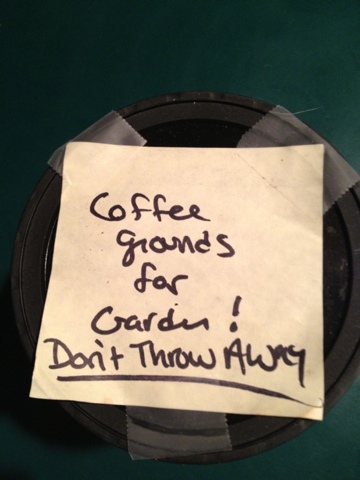 Coffee
grounds
for
Garden!
Don't Throw Away